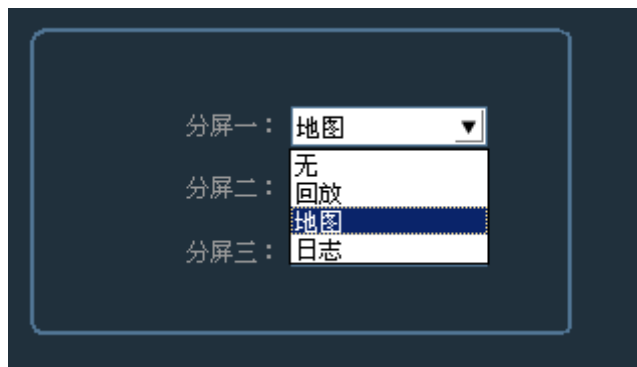 分屏一： 地图
无
分屏二： 回放
地图
分屏三： 日志